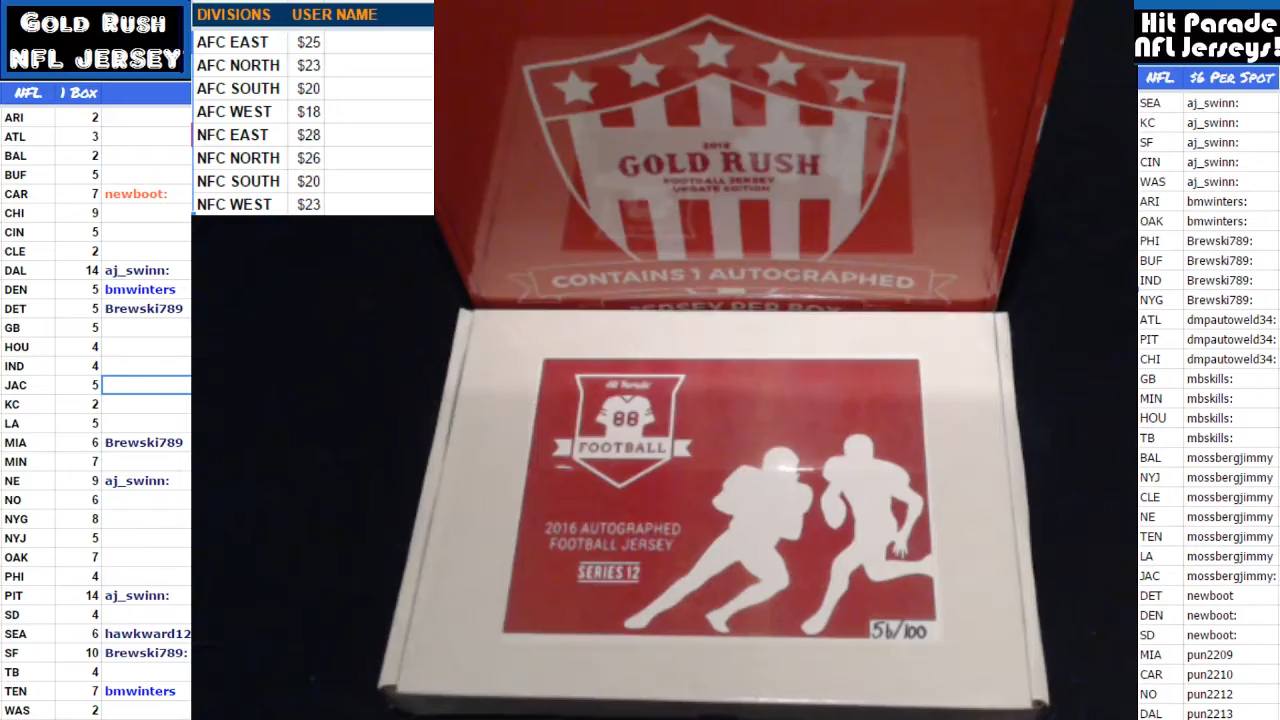 GOLD RUSH
NFL JERSEY
NFL 1 BOX
ARI 2
ATL 3
BAL 2
BUF 5
CAR 7 newboot:
CHI 9
CIN 5
CLE 2
DAL 14 aj_swinn:
DEN 5 bmwinters
DET 5 Brewski789
GB 5
HOU 4
IND 4
JAC 5
KC 2
LA 5
MIA 6 Brewski789
MIN 7
NE 9 aj_swinn:
NO 6
NYG 8
NYJ 5
OAK 7
PHI 4
PIT 14 aj_swinn:
SD 4
SEA 6 hawkward12
SF 10 Brewski789:
TB 4
TEN 7 bmwinters
WAS 2
DIVISIONS USER NAME
AFC EAST $25
AFC NORTH $23
AFC SOUTH $20
AFC WEST $18
NFC EAST $28
NFC NORTH $26
NFC SOUTH $20
NFC WEST $23
2016
GOLD RUSH
FOOTBALL JERSEY
UPDATE EDITION
CONTAINS 1 AUTOGRAPHED
JERSEY PER BOX
Hit Parade
88
FOOTBALL
2016 AUTOGRAPHED
FOOTBALL JERSEY
SERIES 12
56/100
Hit Parade
NFL Jerseys!
NFL $6 Per Spot
SEA aj_swinn:
KC aj_swinn:
SF aj_swinn:
CIN aj_swinn:
WAS aj_swinn:
ARI bmwinters:
OAK bmwinters:
PHI Brewski789:
BUF Brewski789:
IND Brewski789:
NYG Brewski789:
ATL dmpautoweld34:
PIT dmpautoweld34:
CHI dmpautoweld34:
GB mbskills:
MIN mbskills:
HOU mbskills:
TB mbskills:
BAL mossbergjimmy
NYJ mossbergjimmy
CLE mossbergjimmy
NE mossbergjimmy
TEN mossbergjimmy
LA mossbergjimmy
JAC mossbergjimmy:
DET newboot
DEN newboot:
SD newboot:
MIA pun2209
CAR pun2210
NO pun2212
DAL pun2213